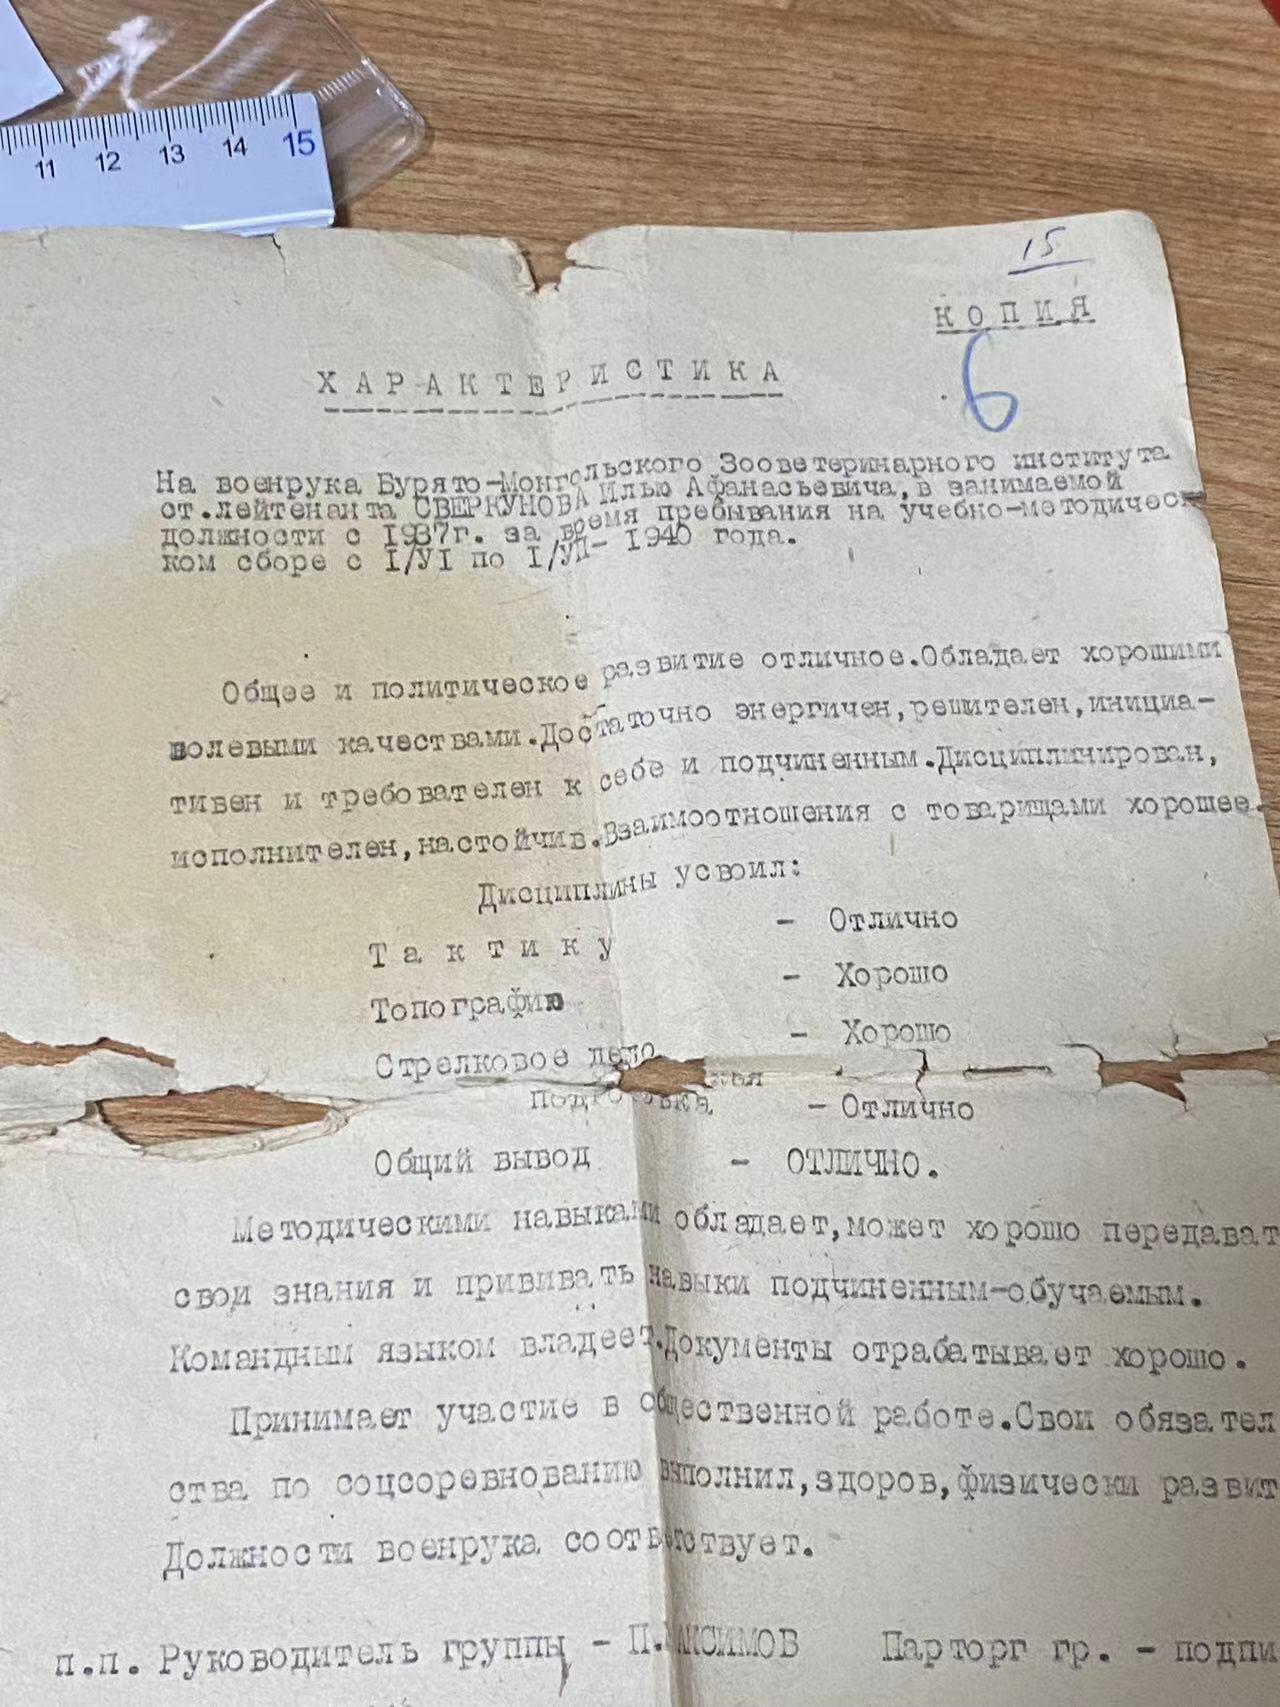 11 12 13 14 15
15
КОПИЯ
6
ХАРАКТЕРИСТИКА
На военрука Бурято-Монгольского Зооветеринарного института
ст.лейтенанта СВЕРКУНОВА Илью Афанасьевича, в занимаемой
должности с 1937г. за время пребывания на учебно-методичес
ком сборе с I/УI по I/УП- 1940 года.
Общее и политическое развитие отличное.Обладает хорошими
волевыми качествами.Достаточно энергичен,решителен,инициа-
тивен и требователен к себе и подчиненным.Дисциплинирован,
исполнителен,настойчив.Взаимоотношения с товарищами хорошее.
Дисциплины усвоил:
Тактику - Отлично
Топографию - Хорошо
Стрелковое дело - Хорошо
подготовка - Отлично
Общий вывод - ОТЛИЧНО.
Методическими навыками обладает,может хорошо передават
свои знания и прививать навыки подчиненным-обучаемым.
Командным языком владеет.Документы отрабатывает хорошо.
Принимает участие в общественной работе.Свои обязател
ства по соцсоревнованию выполнил,здоров,физически развит
Должности военрука соответствует.
п.п. Руководитель группы - П.МАКСИМОВ Парторг гр. - подпи